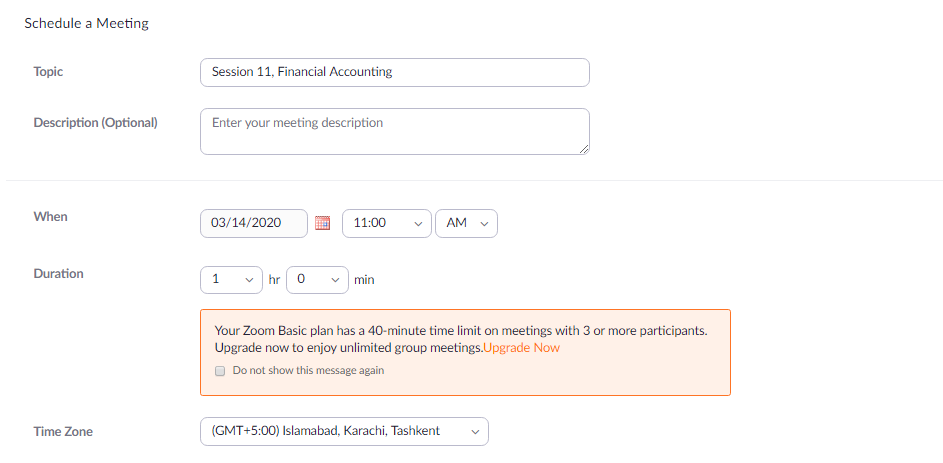 Schedule a Meeting
Topic
Session 11, Financial Accounting
Description (Optional)
Enter your meeting description
When
03/14/2020 11:00 AM
Duration
1 hr 0 min
Your Zoom Basic plan has a 40-minute time limit on meetings with 3 or more participants.
Upgrade now to enjoy unlimited group meetings.Upgrade Now
Do not show this message again
Time Zone
(GMT+5:00) Islamabad, Karachi, Tashkent